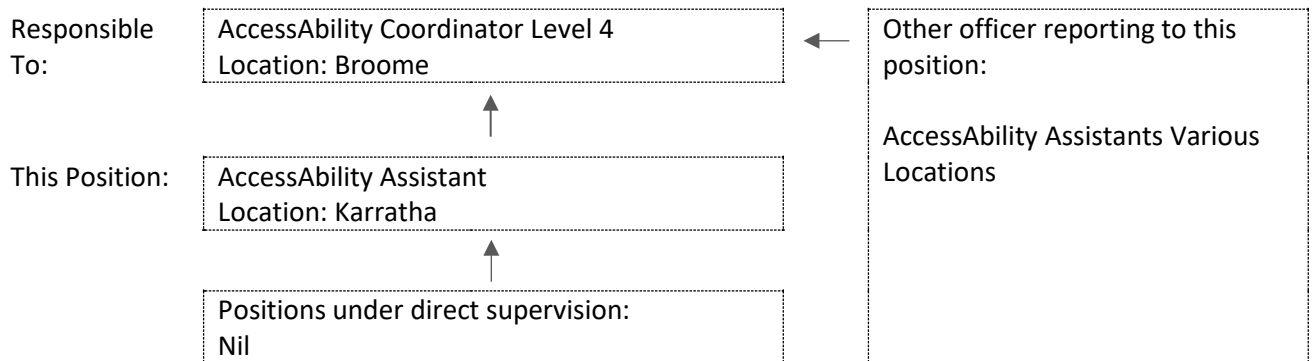 Responsible
To:
AccessAbility Coordinator Level 4
Location: Broome
Other officer reporting to this
position:
AccessAbility Assistants Various
Locations
This Position:
AccessAbility Assistant
Location: Karratha
Positions under direct supervision:
Nil